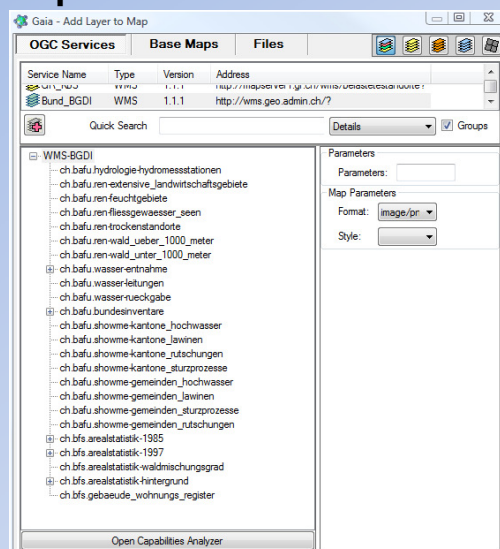 Gaia - Add Layer to Map
OGC Services Base Maps Files
Service Name Type Version Address
WMS 1.1.1
Bund_BGDI WMS 1.1.1 http://wms.geo.admin.ch/?
Quick Search Details Groups
WMS-BGDI
ch.bafu.hydrologie-hydromessstationen
ch.bafu.ren-extensive_landwirtschaftsgebiete
ch.bafu.ren-feuchtgebiete
ch.bafu.ren-fliessgewaesser_seen
ch.bafu.ren-trockenstandorte
ch.bafu.ren-wald_ueber_1000_meter
ch.bafu.ren-wald_unter_1000_meter
ch.bafu.wasser-entnahme
ch.bafu.wasser-leitungen
ch.bafu.wasser-rueckgabe
ch.bafu.bundesinventare
ch.bafu.showme-kantone_hochwasser
ch.bafu.showme-kantone_lawinen
ch.bafu.showme-kantone_rutschungen
ch.bafu.showme-kantone_sturzprozesse
ch.bafu.showme-gemeinden_hochwasser
ch.bafu.showme-gemeinden_lawinen
ch.bafu.showme-gemeinden_sturzprozesse
ch.bafu.showme-gemeinden_rutschungen
ch.bfs.arealstatistik-1985
ch.bfs.arealstatistik-1997
ch.bfs.arealstatistik-waldmischungsgrad
ch.bfs.arealstatistik-hintergrund
ch.bfs.gebaeude_wohnungs_register
Open Capabilities Analyzer
Parameters
Parameters:
Map Parameters
Format: image/pr
Style: